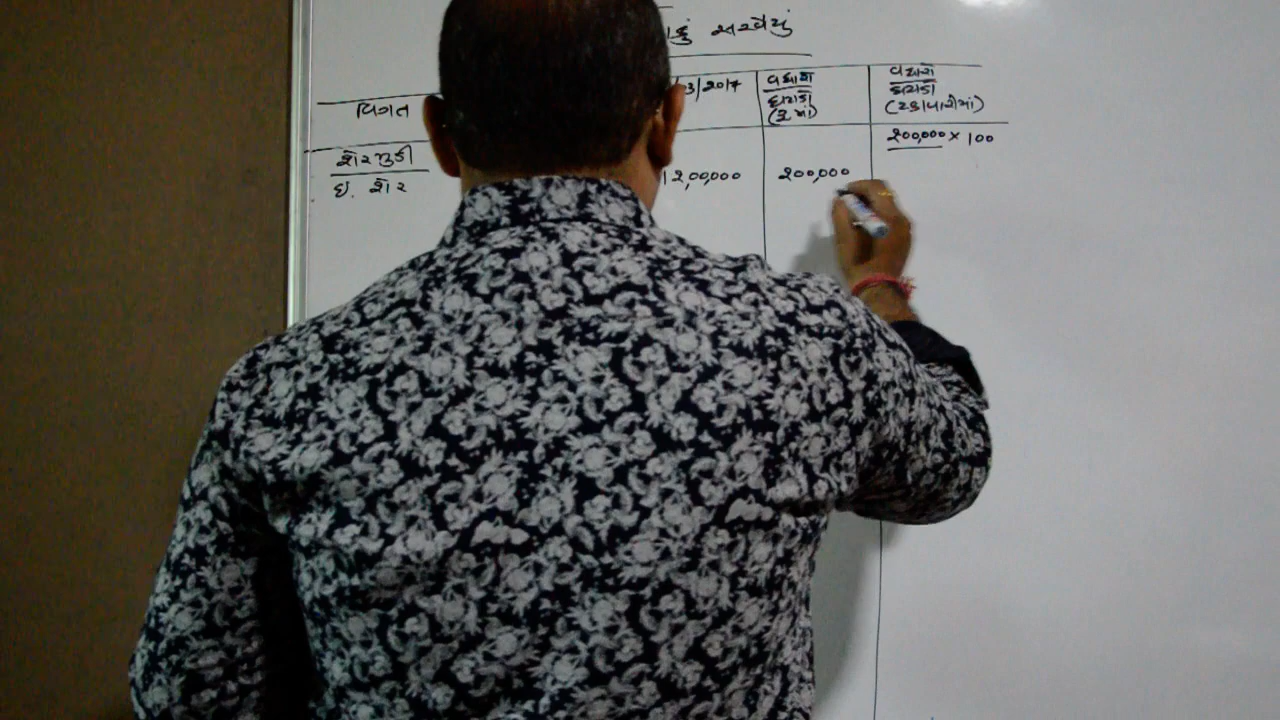 સરવૈયું
વિગત
3/2017
વધારો
ઘટાડો
(રૂ.માં)
વધારો
ઘટાડો
(ટકાવારીમાં)
શેરમુડી
ઇ. શેર
12,00,000
200,000
200,000 × 100